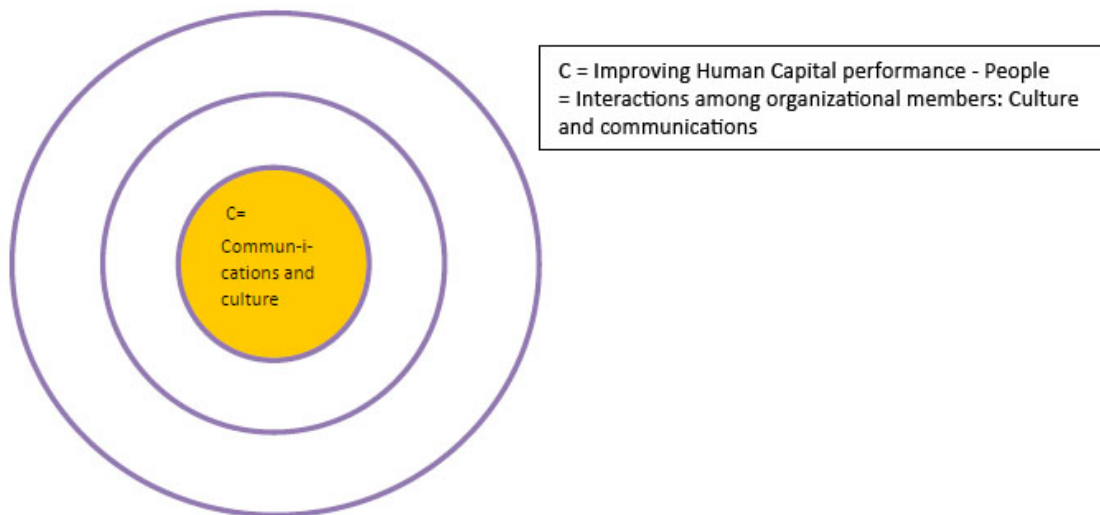 C = Improving Human Capital performance - People
= Interactions among organizational members: Culture
and communications
C=
Commun-i-
cations and
culture